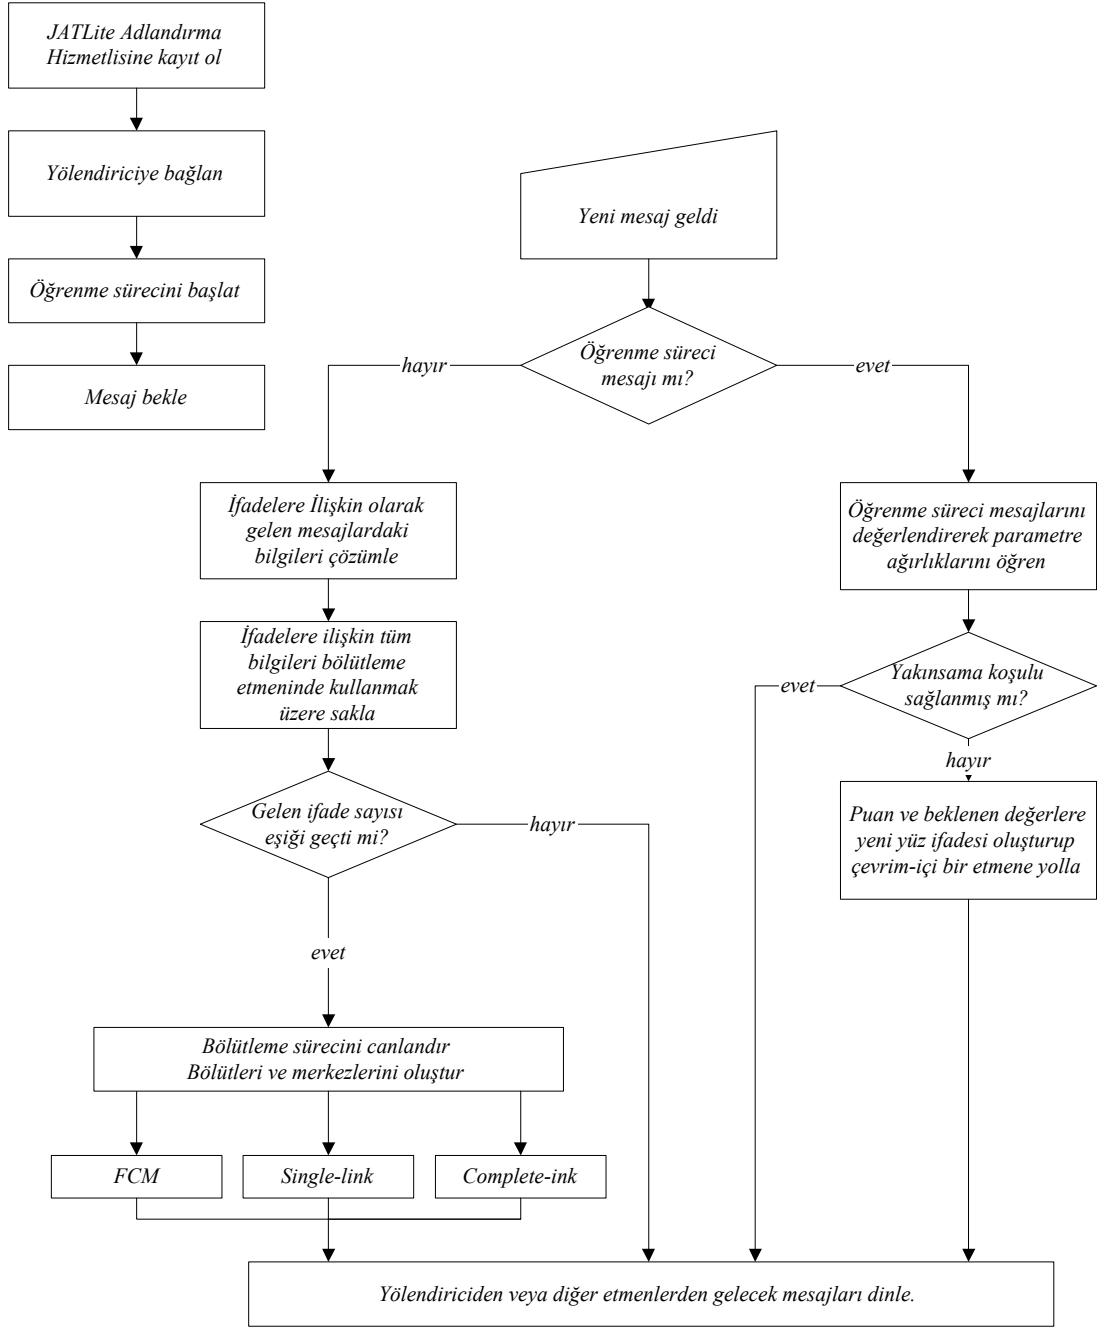 JATLite Adlandırma
Hizmetlisine kayıt ol
Yölendiriciye bağlan
Öğrenme sürecini başlat
Mesaj bekle
Yeni mesaj geldi
Öğrenme süreci
mesajı mı?
hayır
evet
İfadelere İlişkin olarak
gelen mesajlardaki
bilgileri çözümle
Öğrenme süreci mesajlarını
değerlendirerek parametre
ağırlıklarını öğren
İfadelere ilişkin tüm
bilgileri bölütleme
etmeninde kullanmak
üzere sakla
Yakınsama koşulu
sağlanmış mı?
evet
hayır
Gelen ifade sayısı
eşiği geçti mi?
hayır
evet
Puan ve beklenen değerlere
yeni yüz ifadesi oluşturup
çevrim-içi bir etmene yolla
Bölütleme sürecini canlandır
Bölütleri ve merkezlerini oluştur
FCM
Single-link
Complete-ink
Yölendiriciden veya diğer etmenlerden gelecek mesajları dinle.